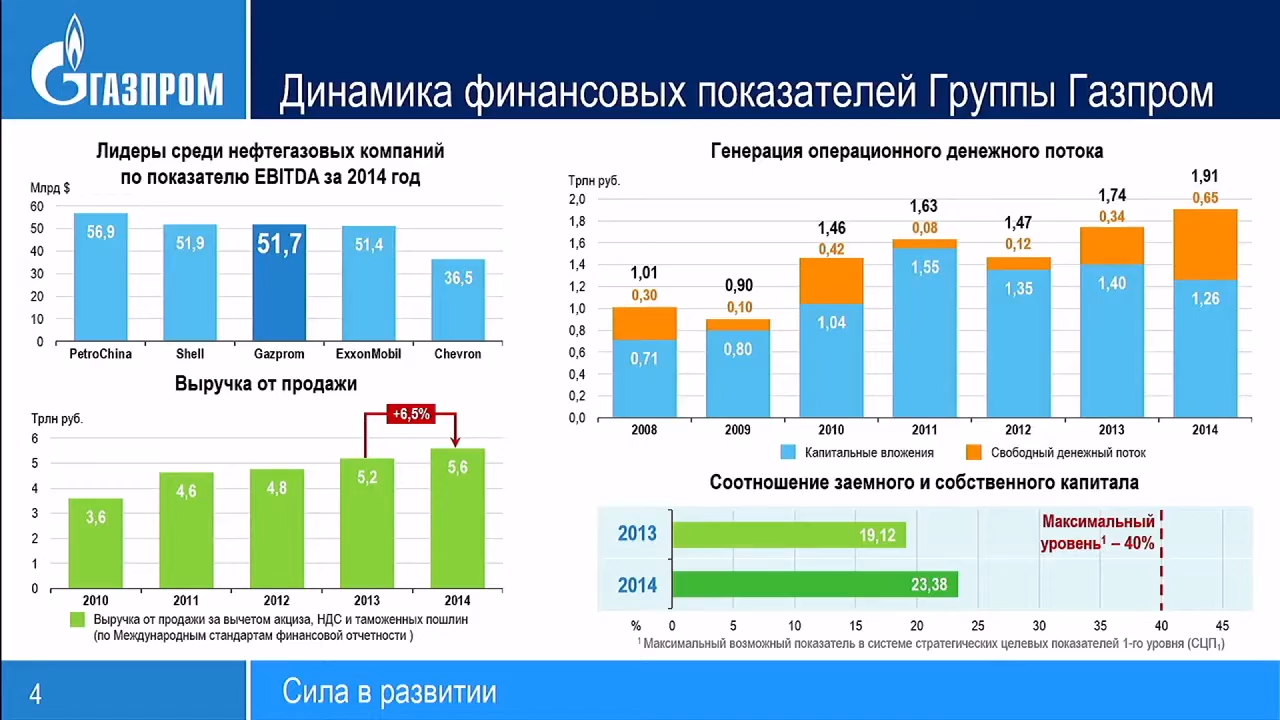 ГАЗПРОМ
Динамика финансовых показателей Группы Газпром
Лидеры среди нефтегазовых компаний
по показателю EBITDA за 2014 год
Млрд $
60
50
40
30
20
10
0
56,9
51,9
51,7
51,4
36,5
PetroChina Shell Gazprom ExxonMobil Chevron
Выручка от продажи
Трлн руб.
+6,5%
6
5
4
3
2
1
0
3,6
4,6
4,8
5,2
5,6
2010 2011 2012 2013 2014
Выручка от продажи за вычетом акциза, НДС и таможенных пошлин
(по Международным стандартам финансовой отчетности )
Генерация операционного денежного потока
Трлн руб.
2,0
1,8
1,6
1,4
1,2
1,0
0,8
0,6
0,4
0,2
0,0
1,01
0,30
0,71
0,90
0,10
0,80
1,46
0,42
1,04
1,63
0,08
1,55
1,47
0,12
1,35
1,74
0,34
1,40
1,91
0,65
1,26
2008 2009 2010 2011 2012 2013 2014
Капитальные вложения Свободный денежный поток
Соотношение заемного и собственного капитала
2013 19,12
Максимальный
уровень¹ – 40%
2014 23,38
% 0 5 10 15 20 25 30 35 40 45
¹ Максимальный возможный показатель в системе стратегических целевых показателей 1-го уровня (СЦП₁)
4
Сила в развитии